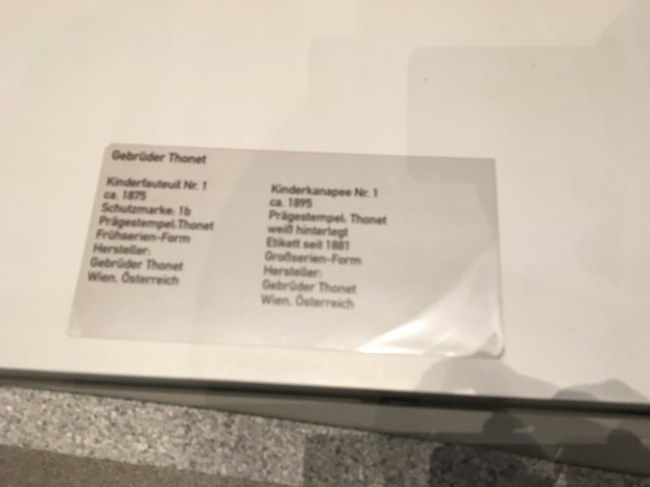 Gebrüder Thonet
Kinderfauteuil Nr. 1
ca. 1875
Schutzmarke: 1b
Prägestempel:Thonet
Frühserien-Form
Hersteller:
Gebrüder Thonet
Wien, Österreich
Kinderkanapee Nr. 1
ca. 1895
Prägestempel: Thonet
weiß hinterlegt
Etikett seit 1881
Großserien-Form
Hersteller:
Gebrüder Thonet
Wien, Österreich